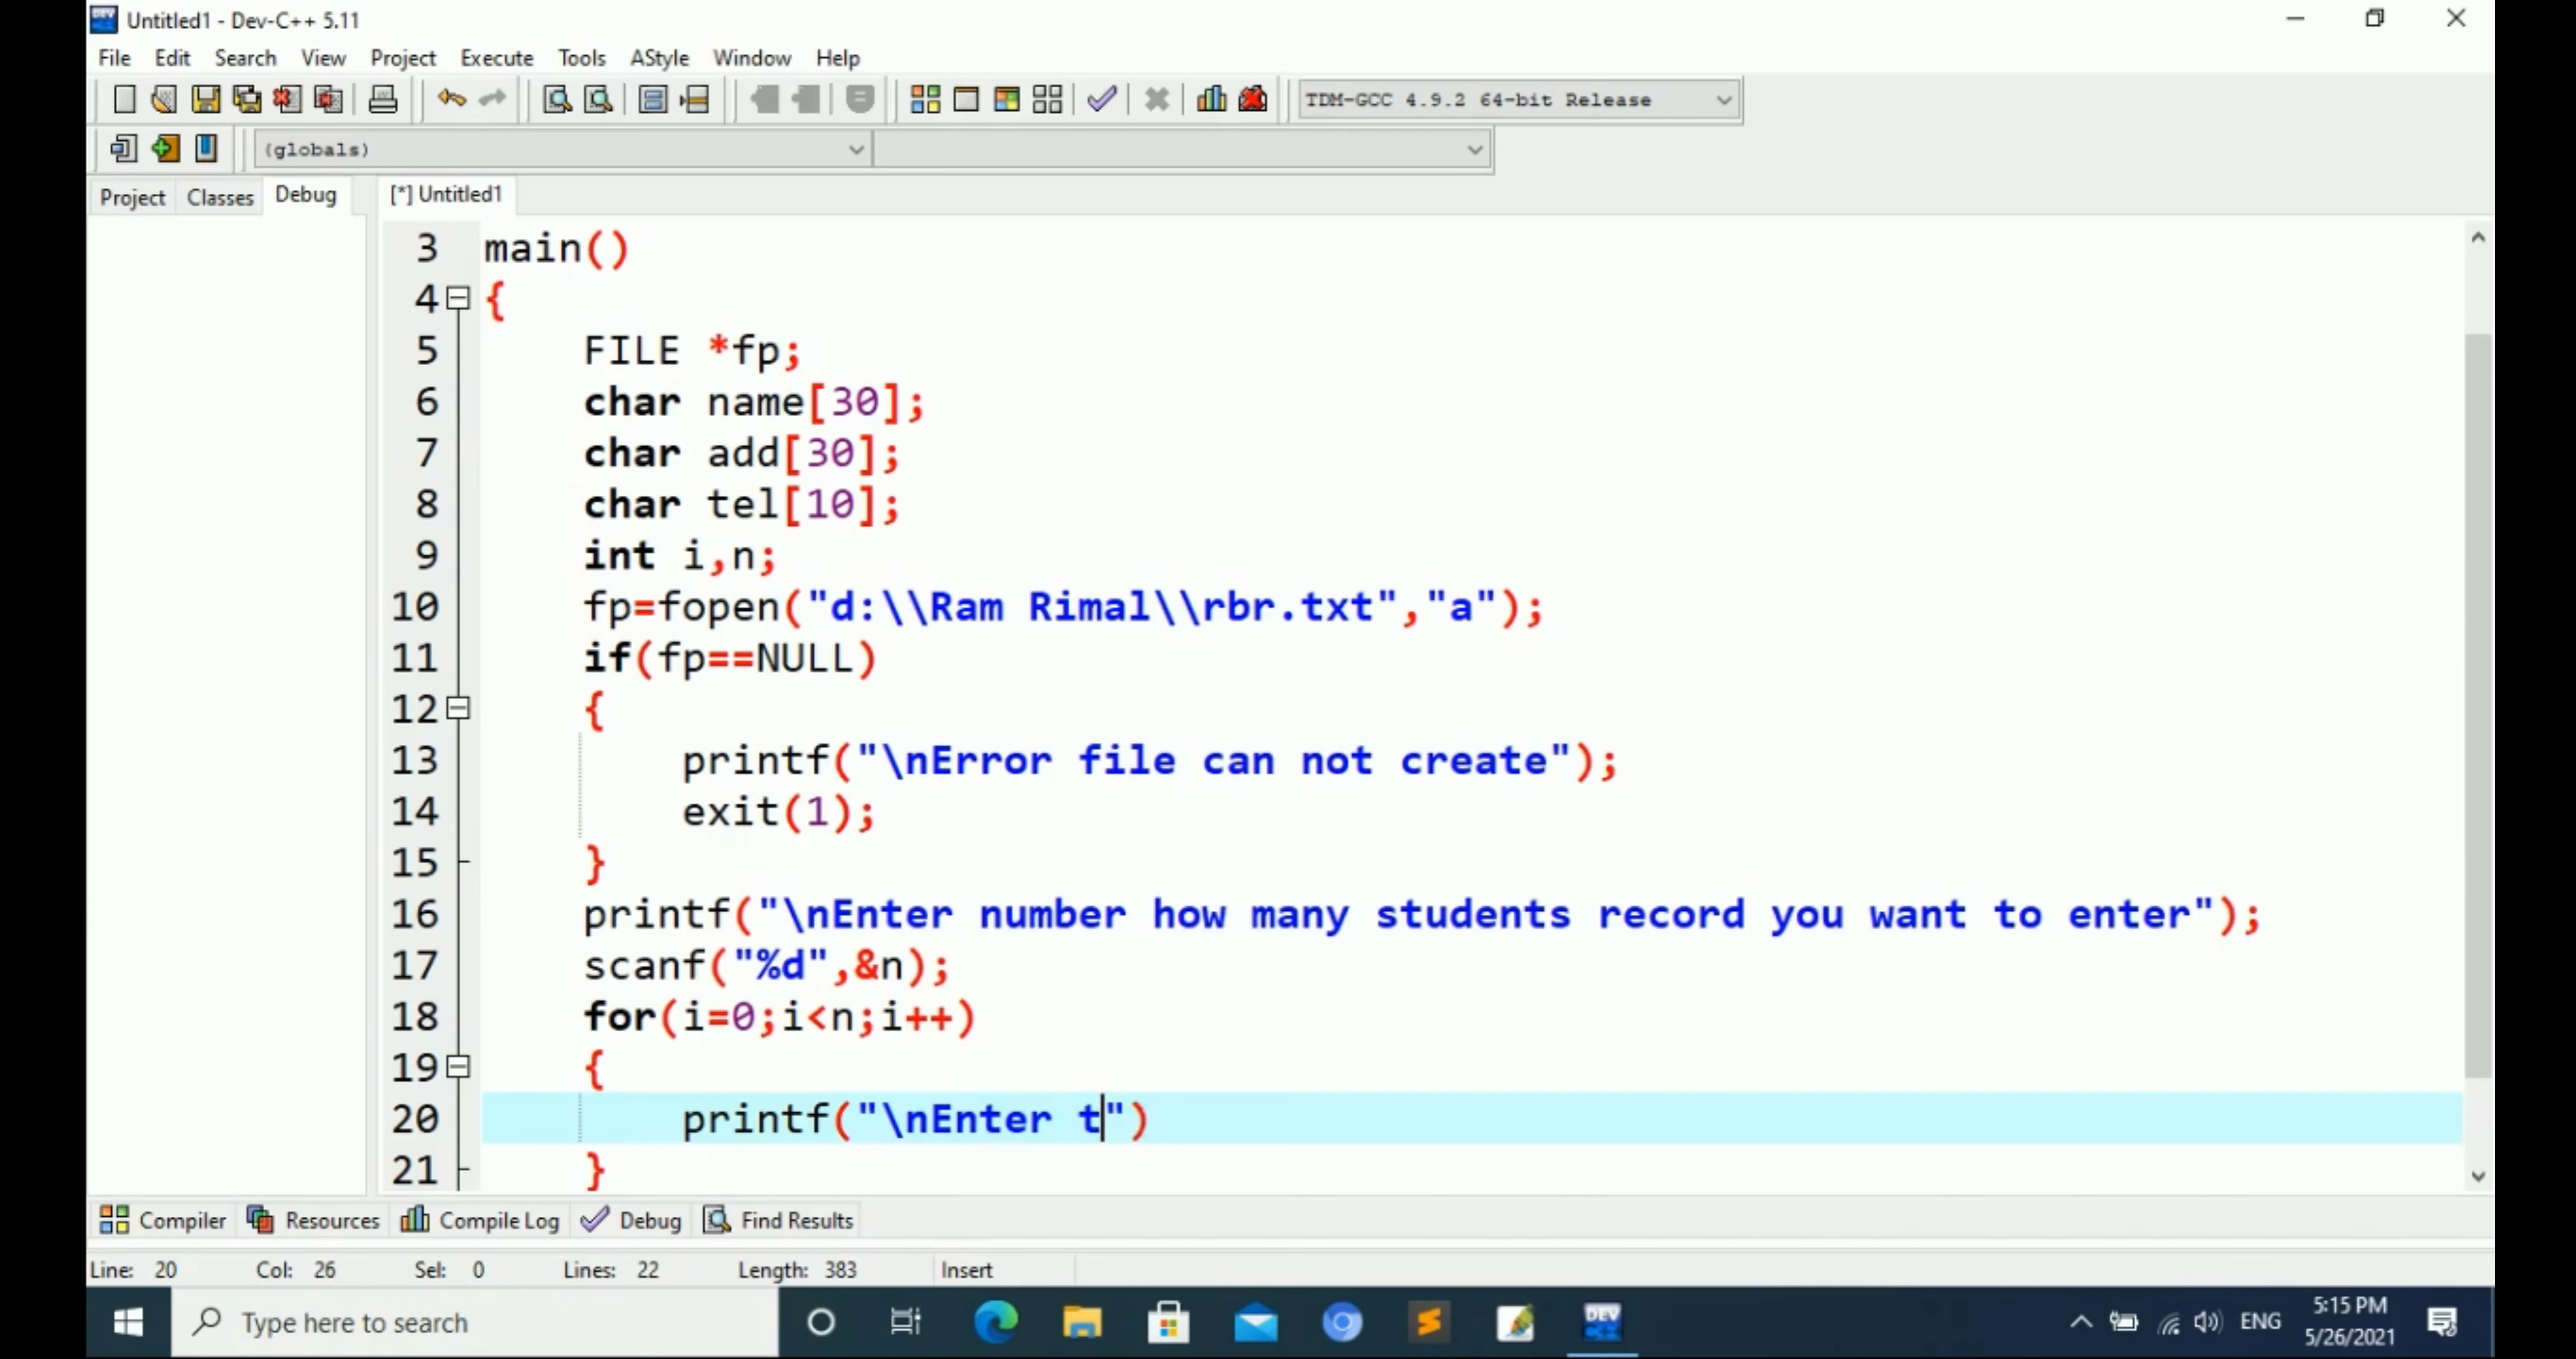 Untitled1 - Dev-C++ 5.11
File Edit Search View Project Execute Tools AStyle Window Help
TDM-GCC 4.9.2 64-bit Release
(globals)
Project Classes Debug [*] Untitled1
3 main()
4 {
5 FILE *fp;
6 char name[30];
7 char add[30];
8 char tel[10];
9 int i,n;
10 fp=fopen("d:\\Ram Rimal\\rbr.txt","a");
11 if(fp==NULL)
12 {
13 printf("\nError file can not create");
14 exit(1);
15 }
16 printf("\nEnter number how many students record you want to enter");
17 scanf("%d",&n);
18 for(i=0;i<n;i++)
19 {
20 printf("\nEnter t")
21 }
Compiler Resources Compile Log Debug Find Results
Line: 20 Col: 26 Sel: 0 Lines: 22 Length: 383 Insert
Type here to search
DEV
ENG
5:15 PM
5/26/2021